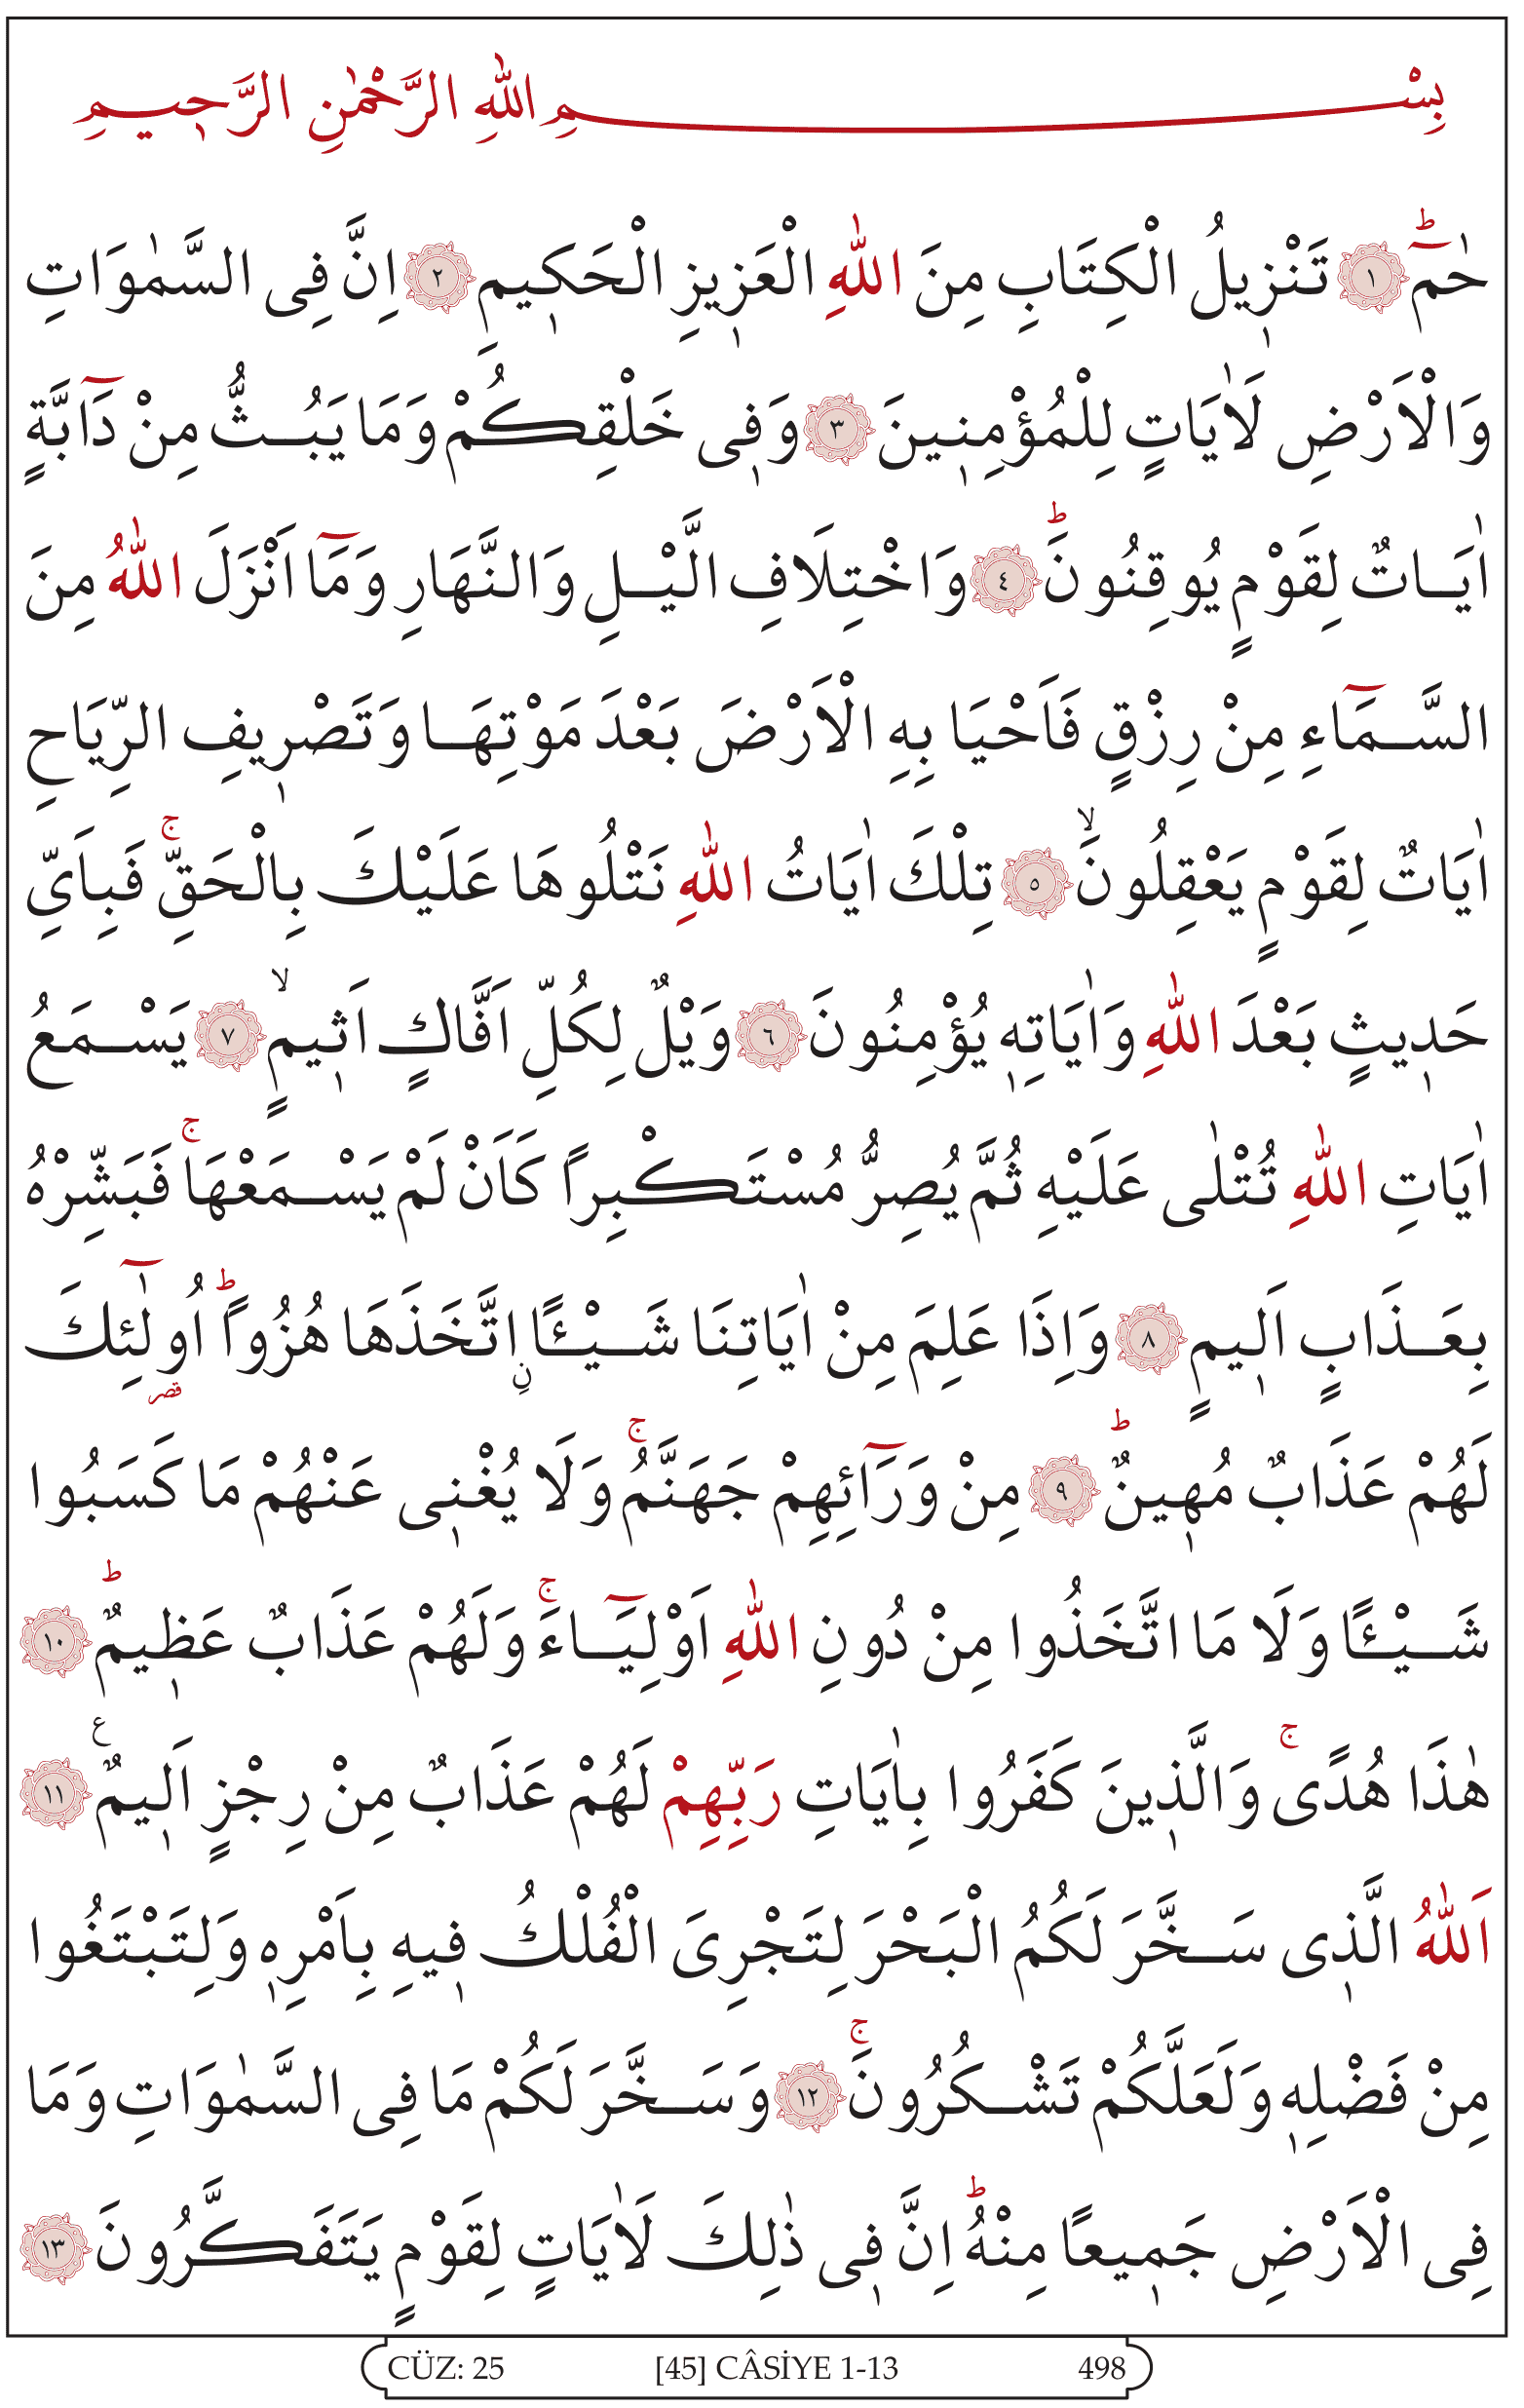 بِسْمِ اللّٰهِ الرَّحْمٰنِ الرَّحٖيمِ
حٰمٓ ؕ ﴿١﴾ تَنْزٖيلُ الْكِتَابِ مِنَ اللّٰهِ الْعَزٖيزِ الْحَكٖيمِ ﴿٢﴾ اِنَّ فِى السَّمٰوَاتِ
وَالْاَرْضِ لَاٰيَاتٍ لِلْمُؤْمِنٖينَ ﴿٣﴾ وَفٖى خَلْقِكُمْ وَمَا يَبُثُّ مِنْ دَٓابَّةٍ
اٰيَاتٌ لِقَوْمٍ يُوقِنُونَ ؕ ﴿٤﴾ وَاخْتِلَافِ الَّيْلِ وَالنَّهَارِ وَمَٓا اَنْزَلَ اللّٰهُ مِنَ
السَّمَٓاءِ مِنْ رِزْقٍ فَاَحْيَا بِهِ الْاَرْضَ بَعْدَ مَوْتِهَا وَتَصْرٖيفِ الرِّيَاحِ
اٰيَاتٌ لِقَوْمٍ يَعْقِلُونَ ۙ ﴿٥﴾ تِلْكَ اٰيَاتُ اللّٰهِ نَتْلُوهَا عَلَيْكَ بِالْحَقِّ ۚ فَبِاَىِّ
حَدٖيثٍ بَعْدَ اللّٰهِ وَاٰيَاتِهٖ يُؤْمِنُونَ ﴿٦﴾ وَيْلٌ لِكُلِّ اَفَّاكٍ اَثٖيمٍ ۙ ﴿٧﴾ يَسْمَعُ
اٰيَاتِ اللّٰهِ تُتْلٰى عَلَيْهِ ثُمَّ يُصِرُّ مُسْتَكْبِراً كَاَنْ لَمْ يَسْمَعْهَا ۚ فَبَشِّرْهُ
بِعَذَابٍ اَلٖيمٍ ﴿٨﴾ وَاِذَا عَلِمَ مِنْ اٰيَاتِنَا شَيْـًٔا نِ اتَّخَذَهَا هُزُواً ؕ اُولٰٓئِكَ قصر
لَهُمْ عَذَابٌ مُهٖينٌ ؕ ﴿٩﴾ مِنْ وَرَٓائِهِمْ جَهَنَّمُ ۚ وَلَا يُغْنٖى عَنْهُمْ مَا كَسَبُوا
شَيْـًٔا وَلَا مَا اتَّخَذُوا مِنْ دُونِ اللّٰهِ اَوْلِيَٓاءَ ۚ وَلَهُمْ عَذَابٌ عَظٖيمٌ ؕ ﴿١٠﴾
هٰذَا هُدًى ۚ وَالَّذٖينَ كَفَرُوا بِاٰيَاتِ رَبِّهِمْ لَهُمْ عَذَابٌ مِنْ رِجْزٍ اَلٖيمٌ ع ﴿١١﴾
اَللّٰهُ الَّذٖى سَخَّرَ لَكُمُ الْبَحْرَ لِتَجْرِىَ الْفُلْكُ فٖيهِ بِاَمْرِهٖ وَلِتَبْتَغُوا
مِنْ فَضْلِهٖ وَلَعَلَّكُمْ تَشْكُرُونَ ۚ ﴿١٢﴾ وَسَخَّرَ لَكُمْ مَا فِى السَّمٰوَاتِ وَمَا
فِى الْاَرْضِ جَمٖيعًا مِنْهُ ؕ اِنَّ فٖى ذٰلِكَ لَاٰيَاتٍ لِقَوْمٍ يَتَفَكَّرُونَ ﴿١٣﴾
CÜZ: 25 [45] CÂSİYE 1-13 498